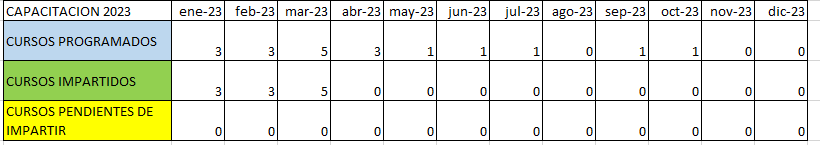 CAPACITACION 2023 ene-23 feb-23 mar-23 abr-23 may-23 jun-23 jul-23 ago-23 sep-23 oct-23 nov-23 dic-23
CURSOS PROGRAMADOS 3 3 5 3 1 1 1 0 1 1 0 0
CURSOS IMPARTIDOS 3 3 5 0 0 0 0 0 0 0 0 0
CURSOS PENDIENTES DE
IMPARTIR 0 0 0 0 0 0 0 0 0 0 0 0